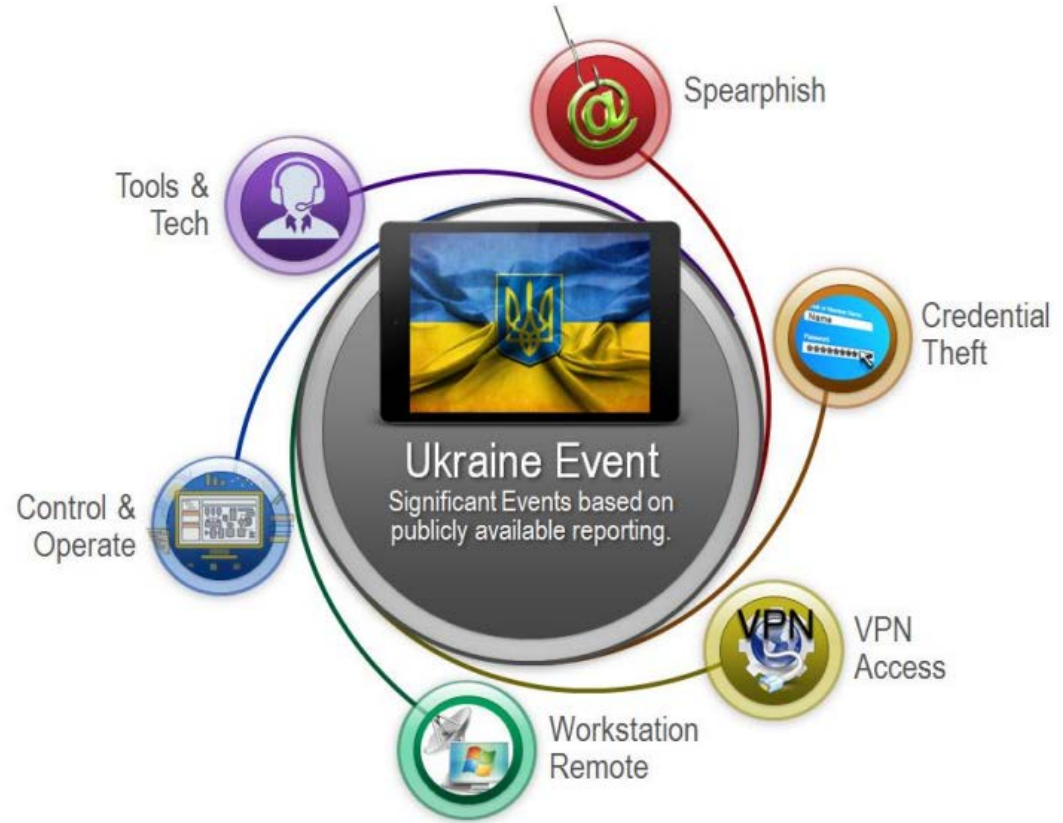 Spearphish
Tools &
Tech
Credential
Theft
Name
Password
Ukraine Event
Significant Events based on
publicly available reporting.
Control &
Operate
VPN
VPN
Access
Workstation
Remote